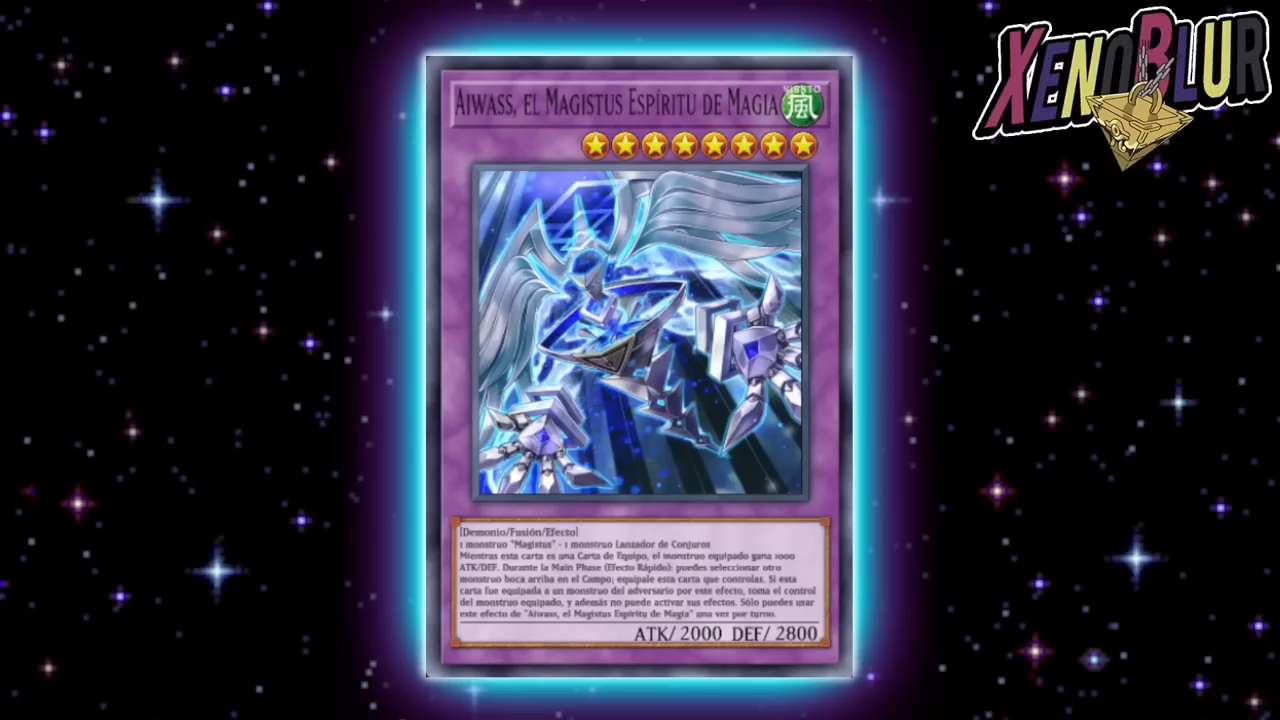 XENOBLUR
AIWASS, EL MAGISTUS ESPÍRITU DE MAGIA
VIENTO
風
[Demonio/Fusión/Efecto]
1 monstruo "Magistus" - 1 monstruo Lanzador de Conjuros
Mientras esta carta es una Carta de Equipo, el monstruo equipado gana 1000
ATK/DEF. Durante la Main Phase (Efecto Rápido): puedes seleccionar otro
monstruo boca arriba en el Campo; equípale esta carta que controlas. Si esta
carta fue equipada a un monstruo del adversario por este efecto, toma el control
del monstruo equipado, y además no puede activar sus efectos. Sólo puedes usar
este efecto de "Aiwass, el Magistus Espíritu de Magia" una vez por turno.
ATK/ 2000 DEF/ 2800